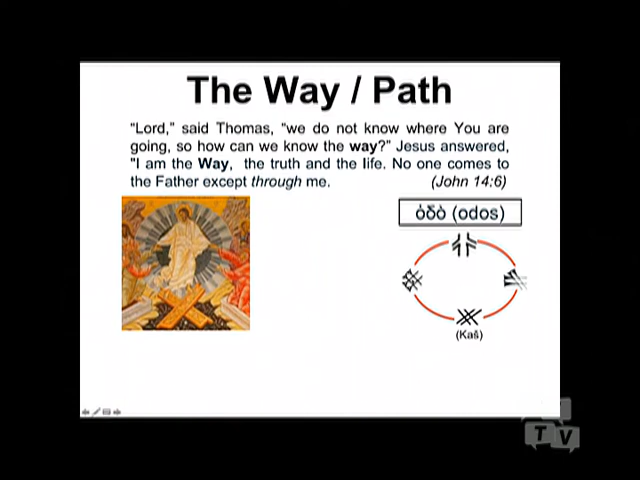 The Way / Path
“Lord,” said Thomas, “we do not know where You are
going, so how can we know the way?” Jesus answered,
"I am the Way, the truth and the life. No one comes to
the Father except through me. (John 14:6)
ὁδὸ (odos)
(Kaš)
TV